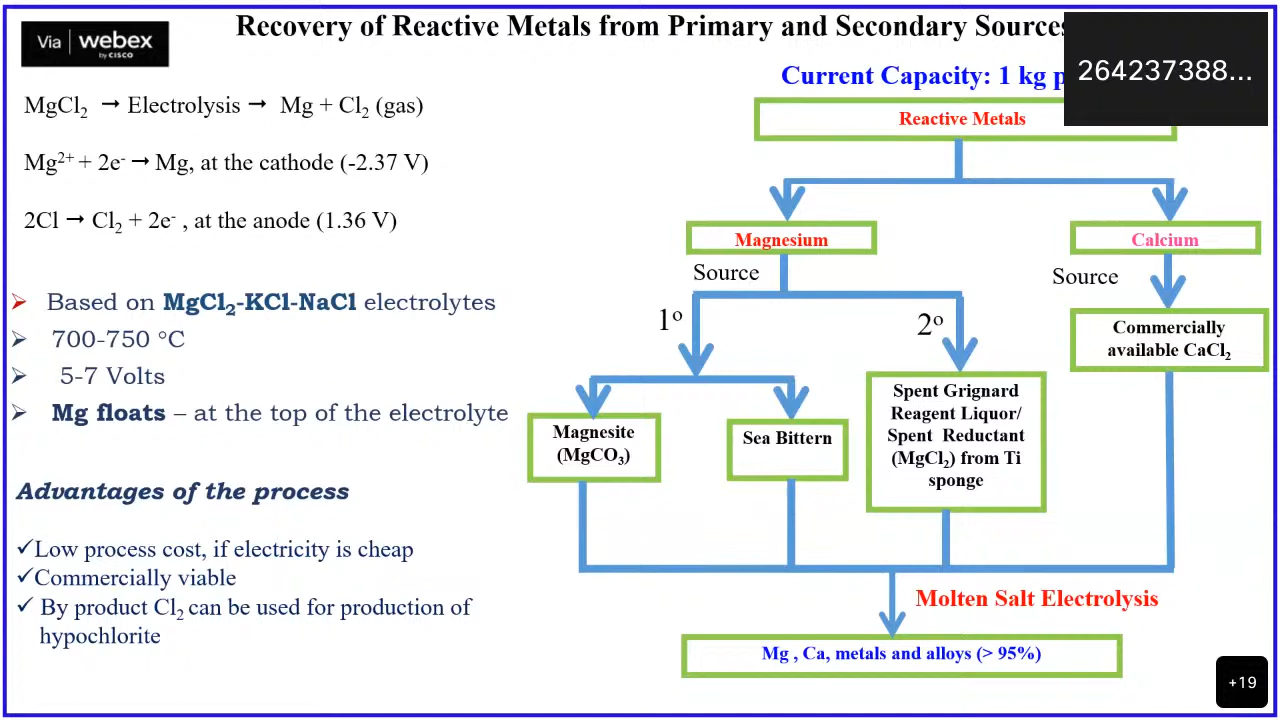 Recovery of Reactive Metals from Primary and Secondary Sources
Via | webex
by CISCO
264237388...
Current Capacity: 1 kg p
MgCl₂ → Electrolysis → Mg + Cl₂ (gas)
Mg²⁺ + 2e⁻ → Mg, at the cathode (-2.37 V)
2Cl → Cl₂ + 2e⁻ , at the anode (1.36 V)
➢ Based on MgCl₂-KCl-NaCl electrolytes
➢ 700-750 °C
➢ 5-7 Volts
➢ Mg floats – at the top of the electrolyte
Advantages of the process
✓Low process cost, if electricity is cheap
✓Commercially viable
✓ By product Cl₂ can be used for production of
hypochlorite
Reactive Metals
Magnesium
Calcium
Source
Source
1º
2º
Commercially
available CaCl₂
Magnesite
(MgCO₃)
Sea Bittern
Spent Grignard
Reagent Liquor/
Spent Reductant
(MgCl₂) from Ti
sponge
Molten Salt Electrolysis
Mg , Ca, metals and alloys (> 95%)
+19